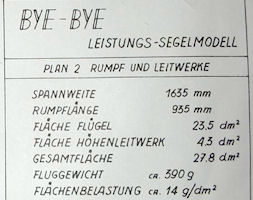 BYE-BYE
LEISTUNGS-SEGELMODELL
PLAN 2 RUMPF UND LEITWERKE
SPANNWEITE 1635 mm
RUMPFLÄNGE 935 mm
FLÄCHE FLÜGEL 23.5 dm²
FLÄCHE HÖHENLEITWERK 4.3 dm²
GESAMTFLÄCHE 27.8 dm²
FLUGGEWICHT ca. 590 g
FLÄCHENBELASTUNG ca. 14 g/dm²